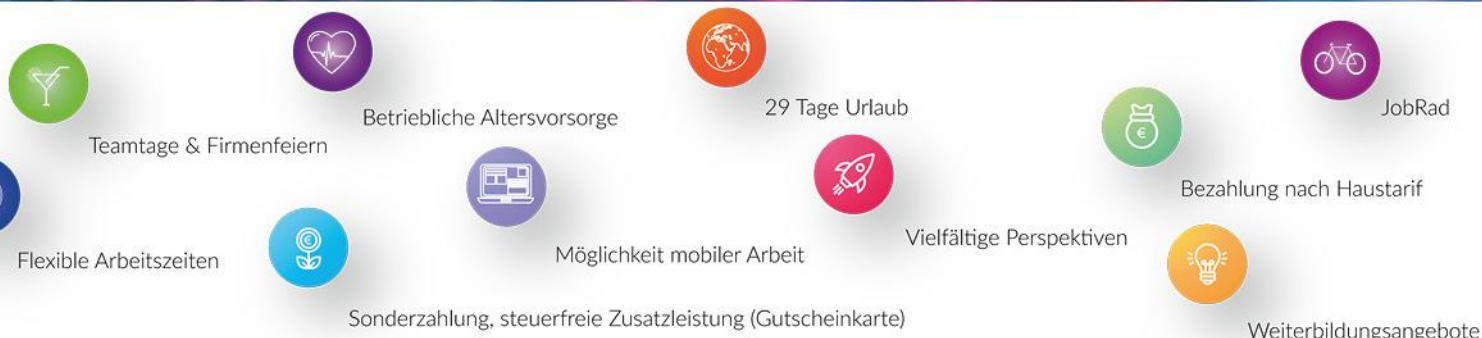 29 Tage Urlaub
JobRad
Betriebliche Altersvorsorge
Teamtage & Firmenfeiern
Bezahlung nach Haustarif
Vielfältige Perspektiven
Möglichkeit mobiler Arbeit
Flexible Arbeitszeiten
Sonderzahlung, steuerfreie Zusatzleistung (Gutscheinkarte)
Weiterbildungsangebote